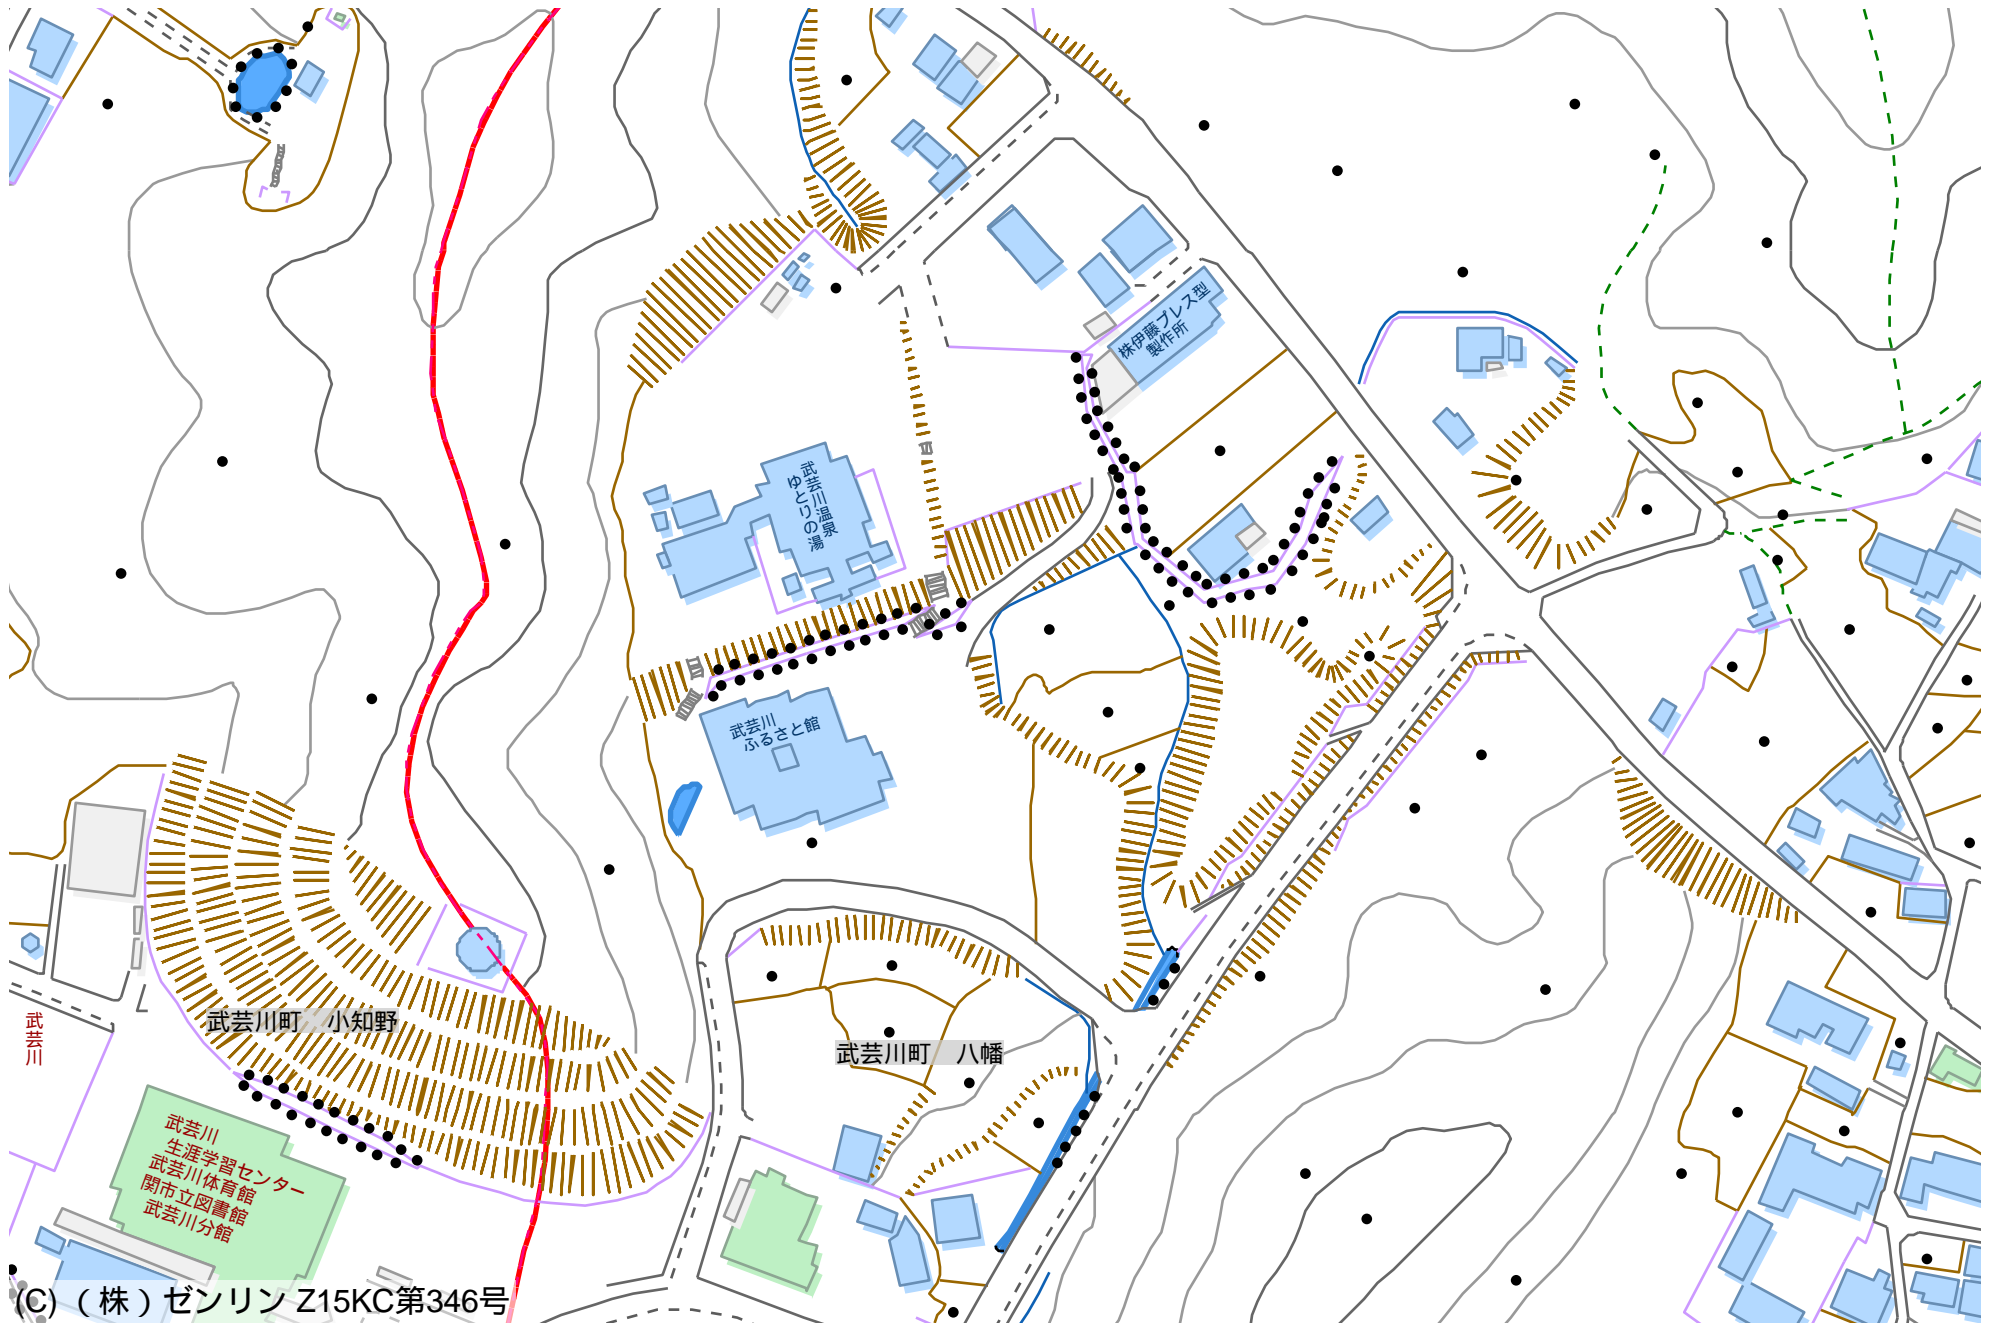 株伊藤プレス型
製作所
武芸川温泉
ゆとりの湯
武芸川
ふるさと館
武芸川町 小知野
武芸川
武芸川町 八幡
武芸川
生涯学習センター
武芸川体育館
関市立図書館
武芸川分館
(C) (株)ゼンリン Z15KC第346号